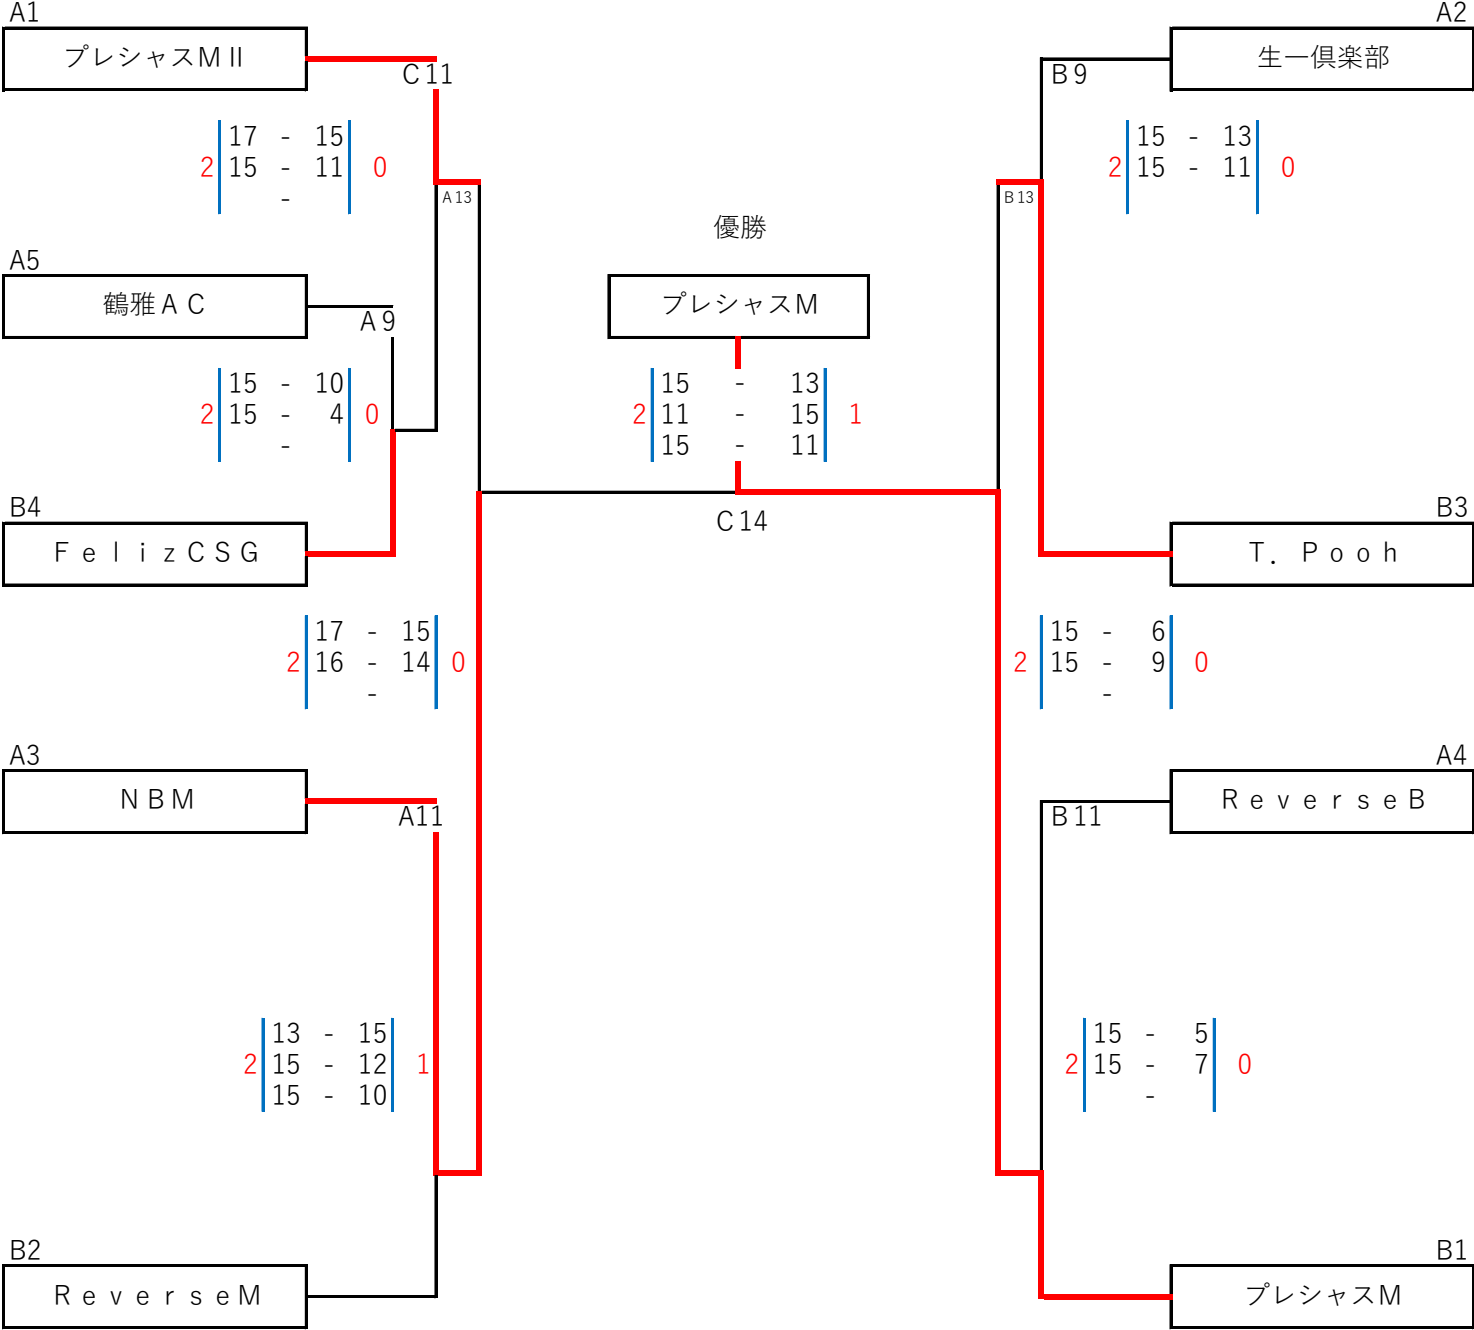 A1
プレシャスＭⅡ
C11
17 - 15
2 15 - 11 0
-
A13
A5
鶴雅ＡＣ
A9
15 - 10
2 15 - 4 0
-
B4
ＦｅｌｉｚＣＳＧ
17 - 15
2 16 - 14 0
-
A3
ＮＢＭ
A11
13 - 15
2 15 - 12 1
15 - 10
B2
ＲｅｖｅｒｓｅＭ
優勝
プレシャスＭ
15 - 13
2 11 - 15 1
15 - 11
C14
A2
生一倶楽部
B9
15 - 13
2 15 - 11 0
B13
B3
Ｔ．Ｐｏｏｈ
15 - 6
2 15 - 9 0
-
A4
ＲｅｖｅｒｓｅＢ
B11
15 - 5
2 15 - 7 0
-
B1
プレシャスＭ